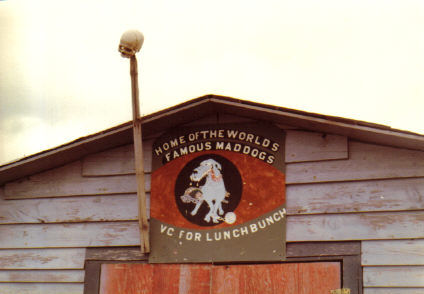 HOME OF THE WORLDS
FAMOUS MADDOGS
VC FOR LUNCHBUNCH